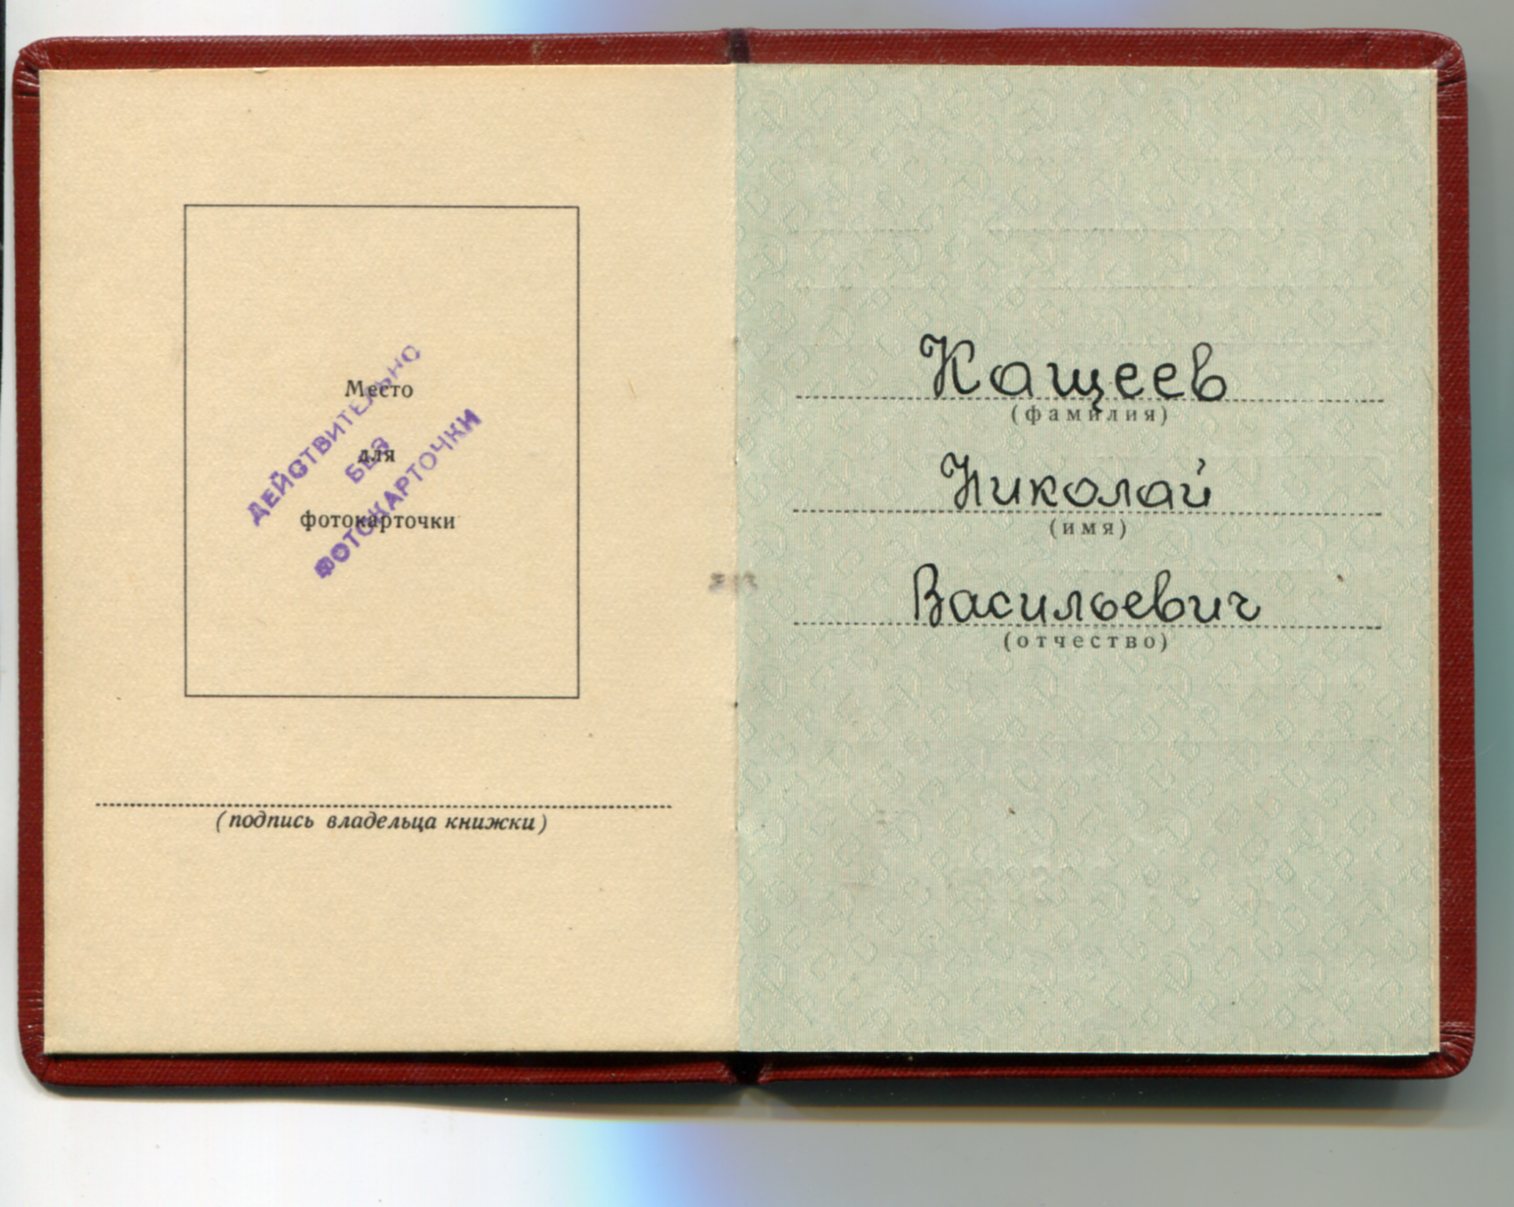 Место
для
фотокарточки
ДЕЙСТВИТЕЛЬНО
БЕЗ
ФОТОКАРТОЧКИ
(подпись владельца книжки)
Кащеев
(фамилия)
Николай
(имя)
Васильевич
(отчество)